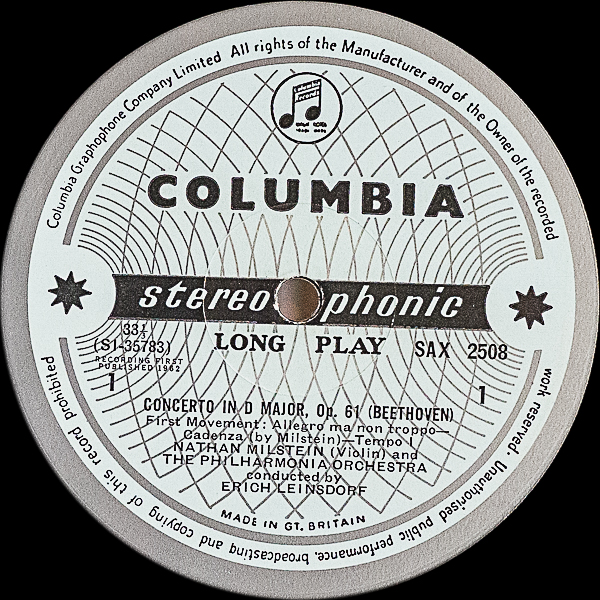 Columbia Graphophone Company Limited All rights of the Manufacturer and of the Owner of the recorded
work reserved. Unauthorised public performance, broadcasting and copying of this record prohibited
Columbia
Records
COLUMBIA
stereophonic
33⅓
(S1-35783)
RECORDING FIRST
PUBLISHED 1962
LONG PLAY
SAX 2508
1
1
CONCERTO IN D MAJOR, Op. 61 (BEETHOVEN)
First Movement: Allegro ma non troppo—
Cadenza (by Milstein)—Tempo I
NATHAN MILSTEIN (Violin) and
THE PHILHARMONIA ORCHESTRA
conducted by
ERICH LEINSDORF
MADE IN GT. BRITAIN